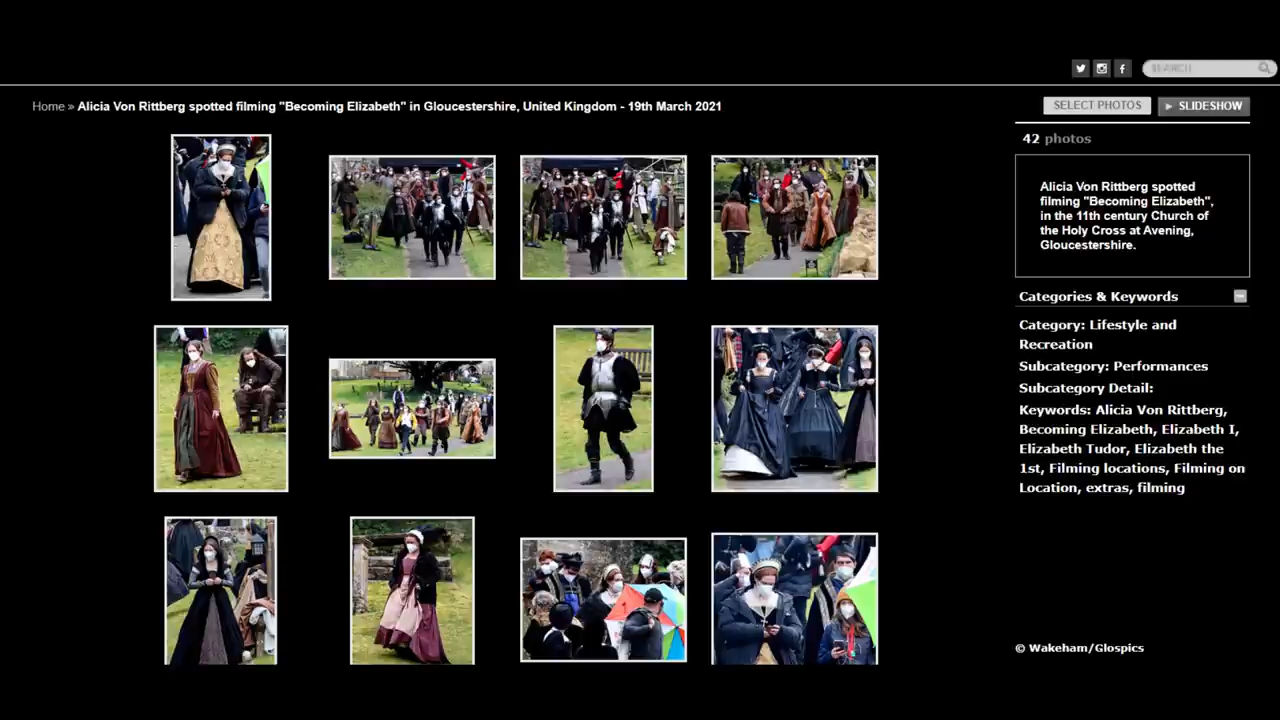 SEARCH
Home » Alicia Von Rittberg spotted filming "Becoming Elizabeth" in Gloucestershire, United Kingdom - 19th March 2021
SELECT PHOTOS
SLIDESHOW
42 photos
Alicia Von Rittberg spotted
filming "Becoming Elizabeth",
in the 11th century Church of
the Holy Cross at Avening,
Gloucestershire.
Categories & Keywords
Category: Lifestyle and
Recreation
Subcategory: Performances
Subcategory Detail:
Keywords: Alicia Von Rittberg,
Becoming Elizabeth, Elizabeth I,
Elizabeth Tudor, Elizabeth the
1st, Filming locations, Filming on
Location, extras, filming
© Wakeham/Glospics